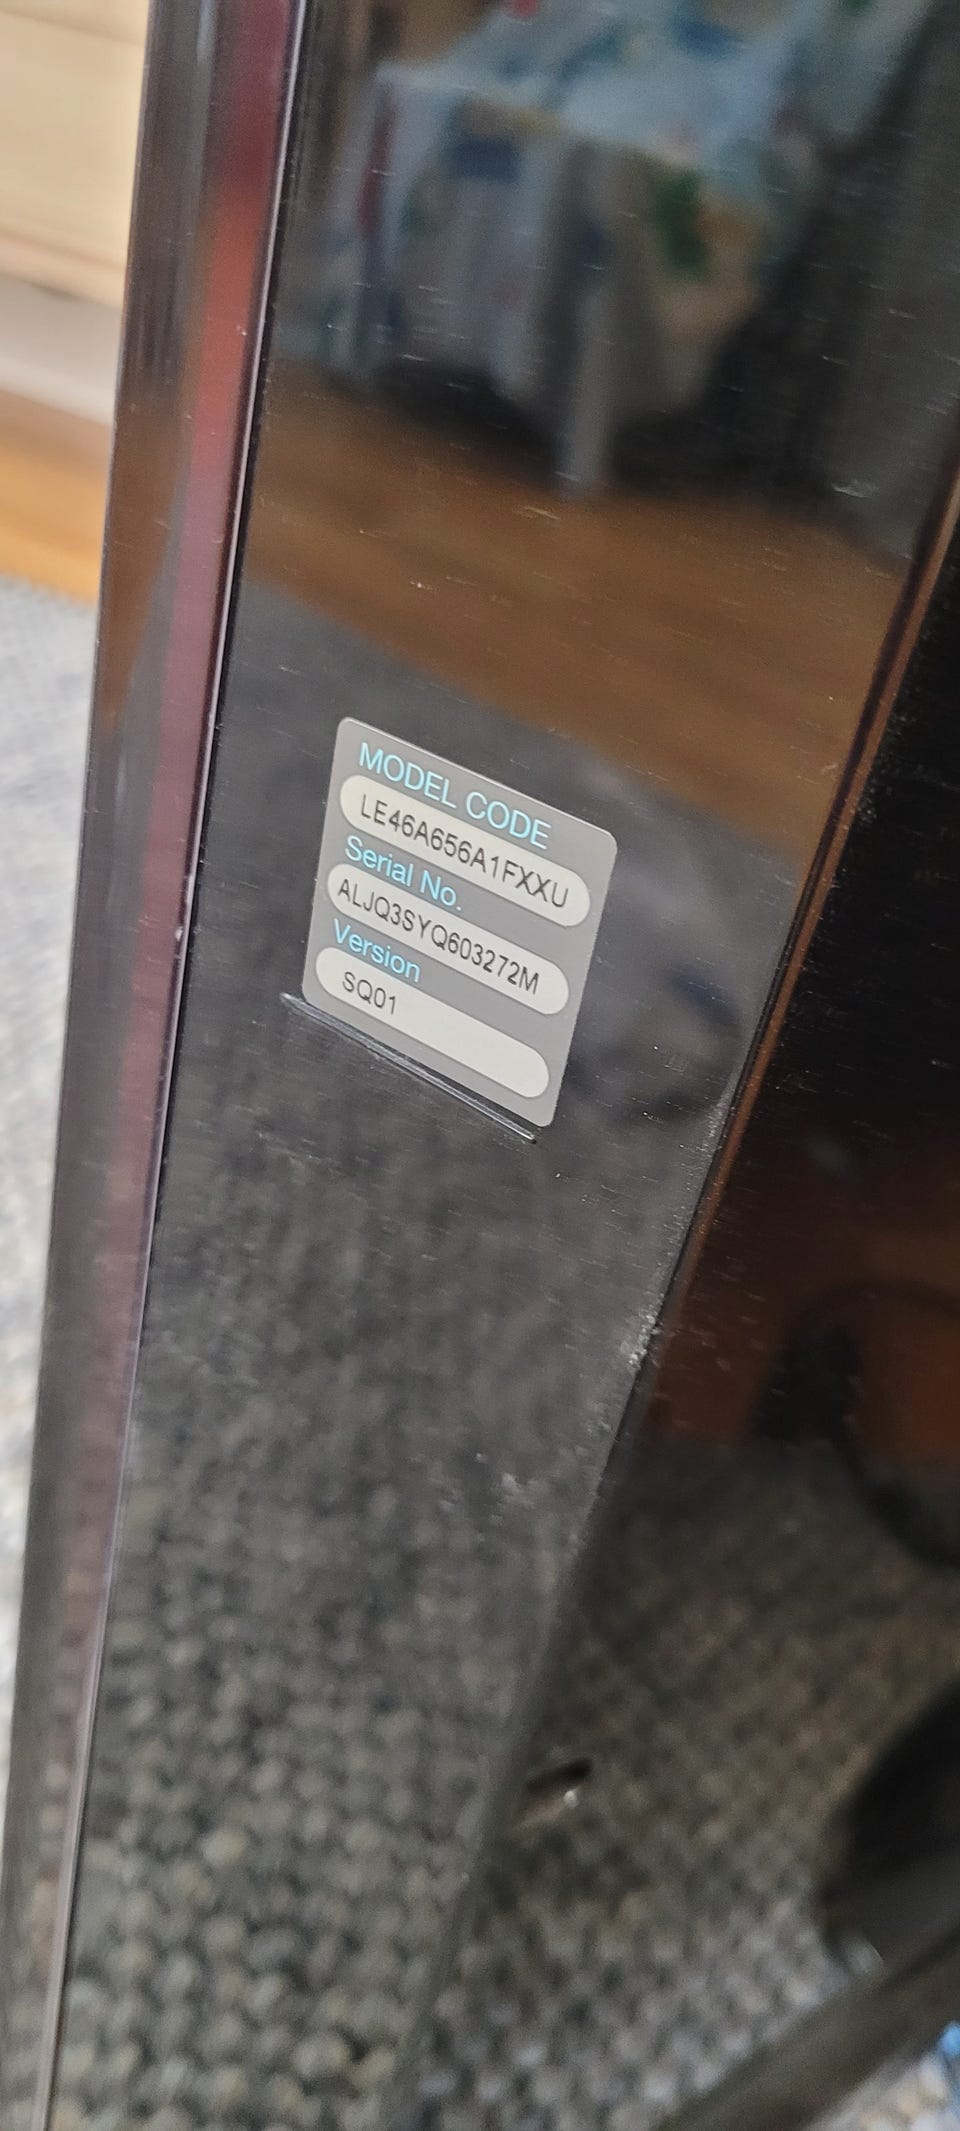 MODEL CODE
LE46A656A1FXXU
Serial No.
ALJQ3SYQ603272M
Version
SQ01